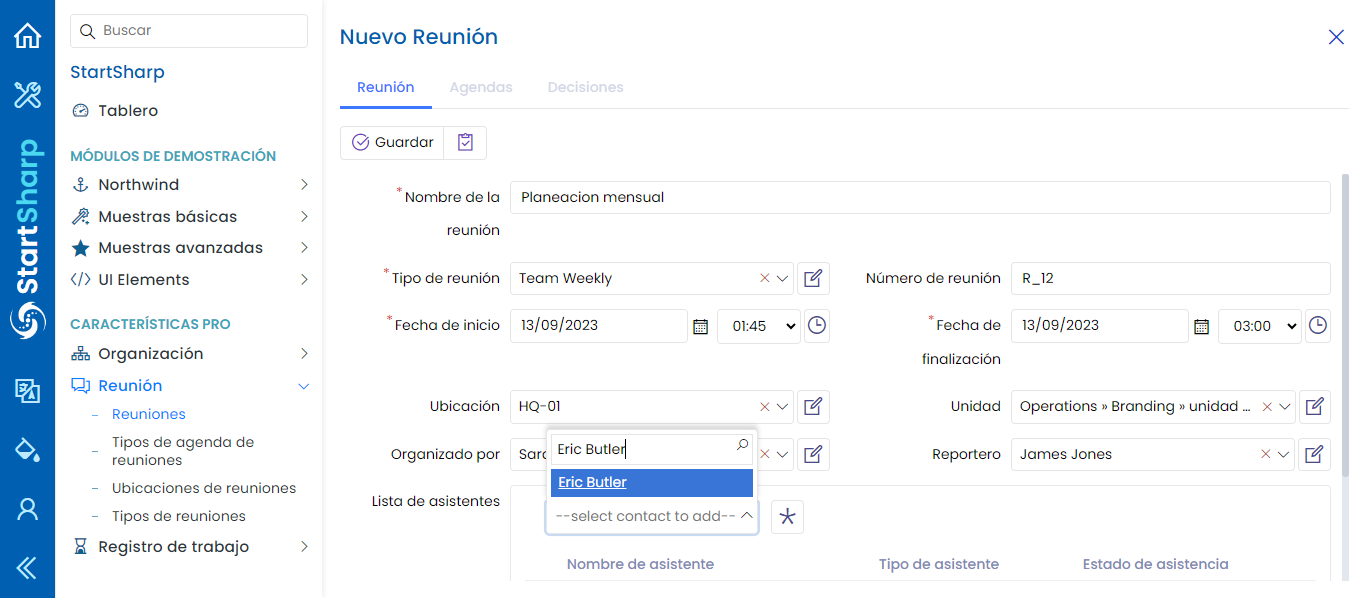 StartSharp
Buscar
StartSharp
Tablero
MÓDULOS DE DEMOSTRACIÓN
Northwind
Muestras básicas
Muestras avanzadas
UI Elements
CARACTERÍSTICAS PRO
Organización
Reunión
Reuniones
Tipos de agenda de
reuniones
Ubicaciones de reuniones
Tipos de reuniones
Registro de trabajo
Nuevo Reunión
Reunión Agendas Decisiones
Guardar
*Nombre de la
reunión
Planeacion mensual
*Tipo de reunión
Team Weekly
Número de reunión
R_12
*Fecha de inicio
13/09/2023
01:45
*Fecha de
finalización
13/09/2023
03:00
Ubicación
HQ-01
Unidad
Operations » Branding » unidad ...
Organizado por
Reportero
James Jones
Lista de asistentes
Eric Butler
Eric Butler
--select contact to add--
Nombre de asistente Tipo de asistente Estado de asistencia